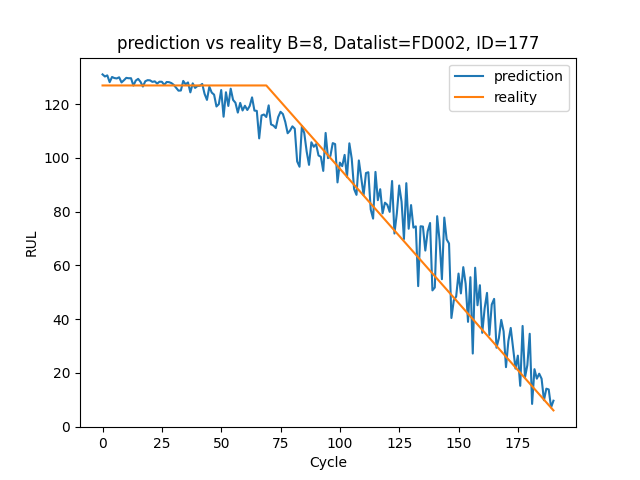 prediction vs reality B=8, Datalist=FD002, ID=177
prediction
reality
RUL
120
100
80
60
40
20
0
0 25 50 75 100 125 150 175
Cycle